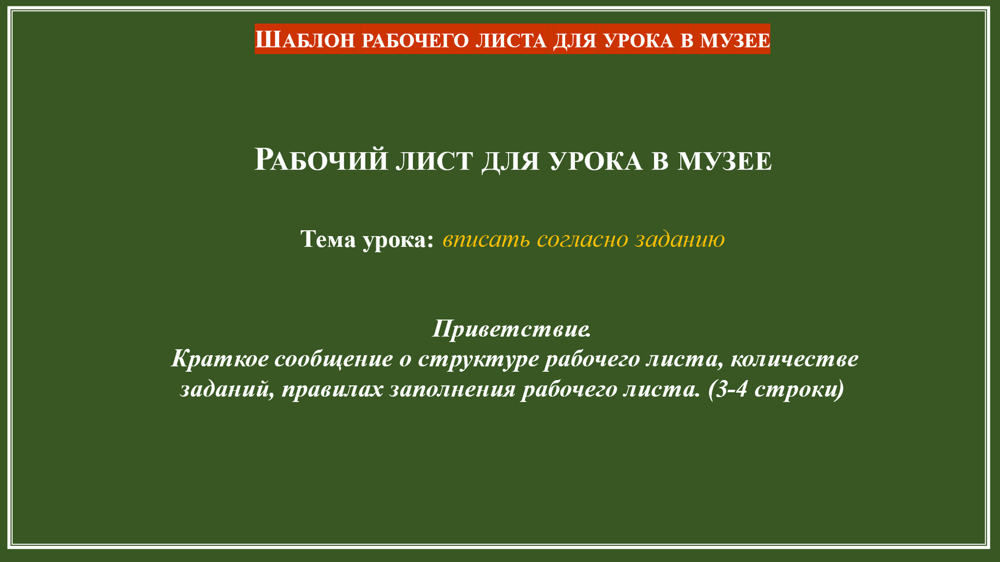 Шаблон рабочего листа для урока в музее
Рабочий лист для урока в музее
Тема урока: вписать согласно заданию
Приветствие.
Краткое сообщение о структуре рабочего листа, количестве
заданий, правилах заполнения рабочего листа. (3-4 строки)